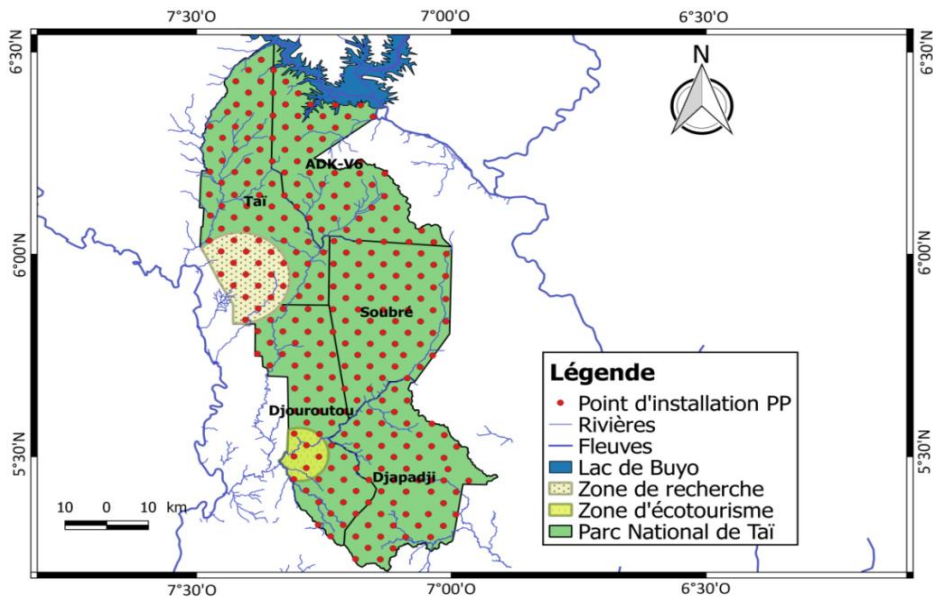 7°30'O 7°00'O 6°30'O
6°30'N 6°30'N
N
ADK-V6
Taï
6°00'N 6°00'N
Soubré
Légende
Point d'installation PP
Djouroutou
Rivières
Fleuves
5°30'N 5°30'N
Lac de Buyo
Djapadji
Zone de recherche
10 0 10 km
Zone d'écotourisme
Parc National de Taï
7°30'O 7°00'O 6°30'O